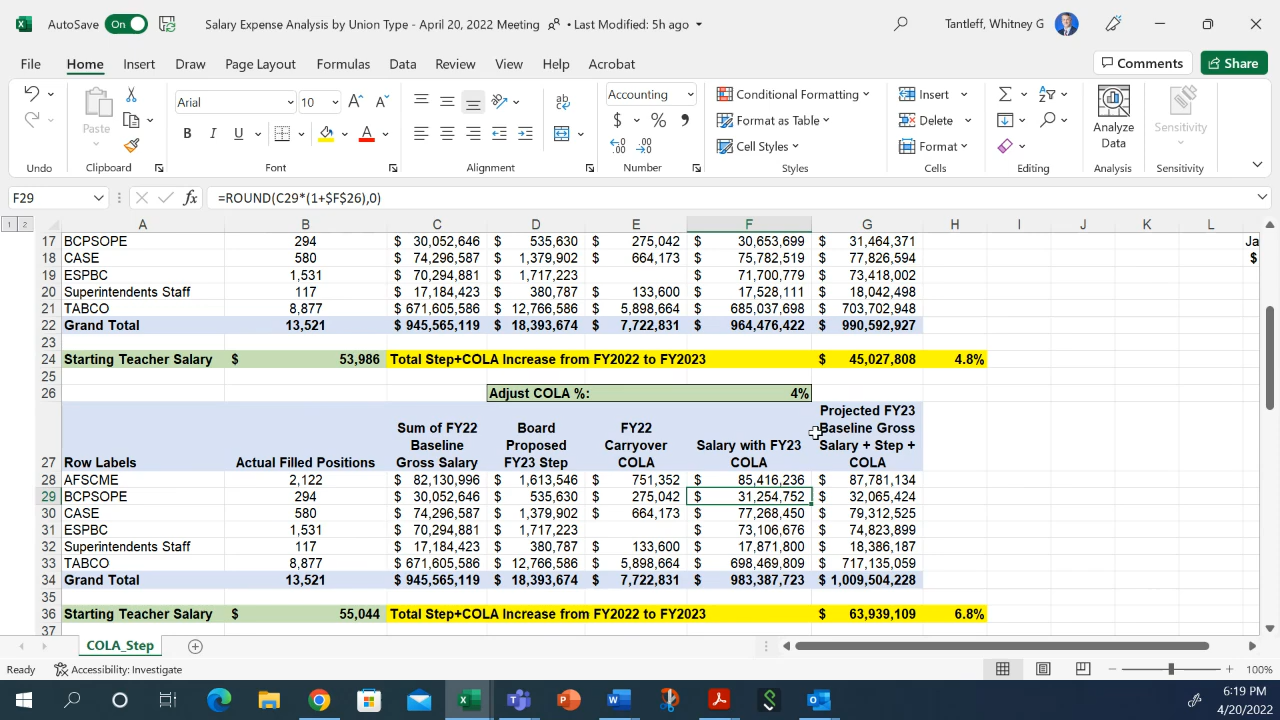 AutoSave On Salary Expense Analysis by Union Type - April 20, 2022 Meeting • Last Modified: 5h ago Tantleff, Whitney G
File Home Insert Draw Page Layout Formulas Data Review View Help Acrobat Comments Share
Arial 10 Accounting Conditional Formatting Insert
Paste B I U $ % Format as Table Delete Analyze Data Sensitivity
Cell Styles Format
Undo Clipboard Font Alignment Number Styles Cells Editing Analysis Sensitivity
F29 fx =ROUND(C29*(1+$F$26),0)
1 2 A B C D E F G H I J K L
17 BCPSOPE 294 $ 30,052,646 $ 535,630 $ 275,042 $ 30,653,699 $ 31,464,371 Ja
18 CASE 580 $ 74,296,587 $ 1,379,902 $ 664,173 $ 75,782,519 $ 77,826,594 $
19 ESPBC 1,531 $ 70,294,881 $ 1,717,223 $ 71,700,779 $ 73,418,002
20 Superintendents Staff 117 $ 17,184,423 $ 380,787 $ 133,600 $ 17,528,111 $ 18,042,498
21 TABCO 8,877 $ 671,605,586 $ 12,766,586 $ 5,898,664 $ 685,037,698 $ 703,702,948
22 Grand Total 13,521 $ 945,565,119 $ 18,393,674 $ 7,722,831 $ 964,476,422 $ 990,592,927
23
24 Starting Teacher Salary $ 53,986 Total Step+COLA Increase from FY2022 to FY2023 $ 45,027,808 4.8%
25
26 Adjust COLA %: 4%
Projected FY23
Sum of FY22 Board FY22 Baseline Gross
Baseline Proposed Carryover Salary with FY23 Salary + Step +
27 Row Labels Actual Filled Positions Gross Salary FY23 Step COLA COLA COLA
28 AFSCME 2,122 $ 82,130,996 $ 1,613,546 $ 751,352 $ 85,416,236 $ 87,781,134
29 BCPSOPE 294 $ 30,052,646 $ 535,630 $ 275,042 $ 31,254,752 $ 32,065,424
30 CASE 580 $ 74,296,587 $ 1,379,902 $ 664,173 $ 77,268,450 $ 79,312,525
31 ESPBC 1,531 $ 70,294,881 $ 1,717,223 $ 73,106,676 $ 74,823,899
32 Superintendents Staff 117 $ 17,184,423 $ 380,787 $ 133,600 $ 17,871,800 $ 18,386,187
33 TABCO 8,877 $ 671,605,586 $ 12,766,586 $ 5,898,664 $ 698,469,809 $ 717,135,059
34 Grand Total 13,521 $ 945,565,119 $ 18,393,674 $ 7,722,831 $ 983,387,723 $ 1,009,504,228
35
36 Starting Teacher Salary $ 55,044 Total Step+COLA Increase from FY2022 to FY2023 $ 63,939,109 6.8%
37
COLA_Step
Ready Accessibility: Investigate 100%
6:19 PM
4/20/2022